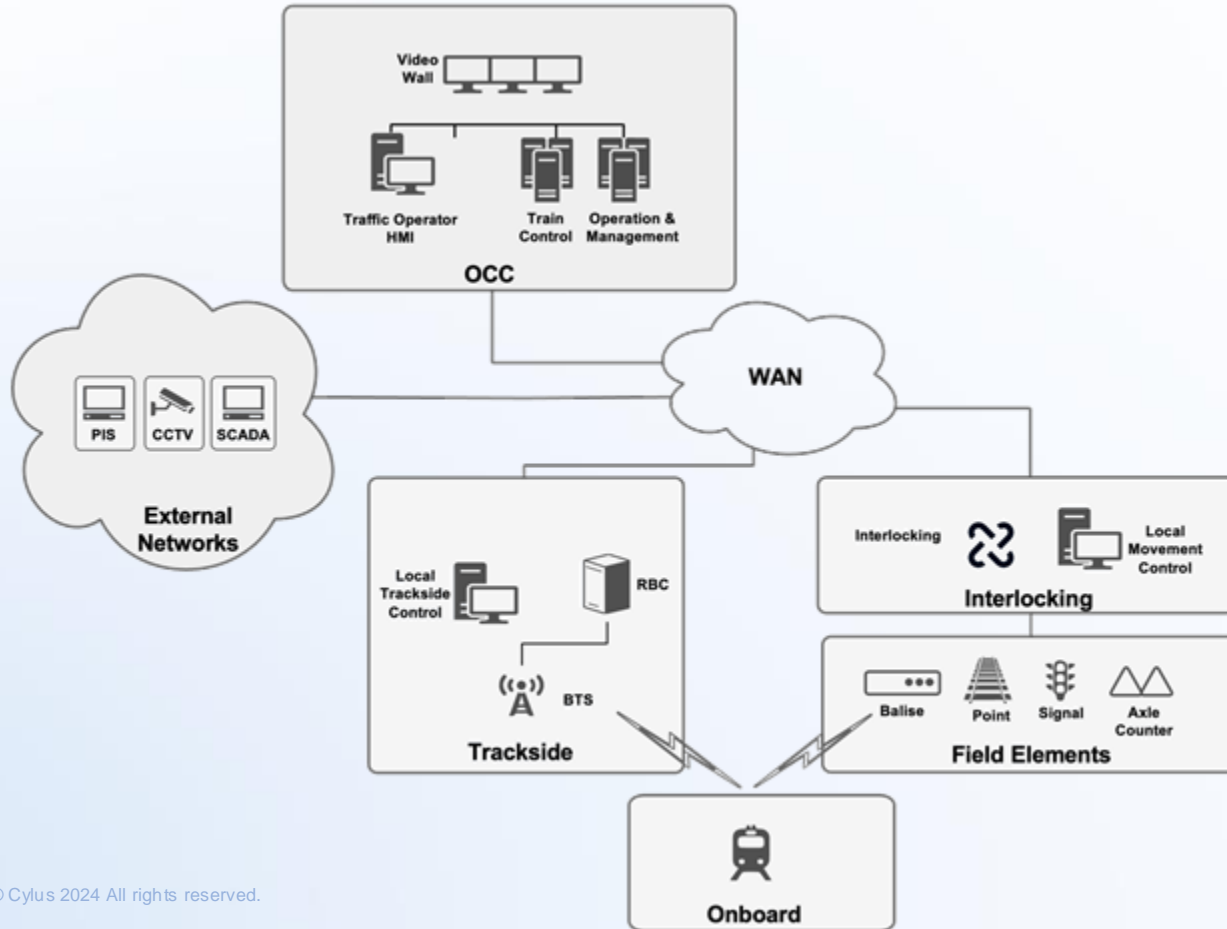 Video
Wall
Traffic Operator
HMI
Train
Control
Operation &
Management
OCC
WAN
PIS
CCTV
SCADA
External
Networks
Local
Trackside
Control
RBC
BTS
Trackside
Interlocking
Local
Movement
Control
Interlocking
Balise
Point
Signal
Axle
Counter
Field Elements
Onboard
© Cylus 2024 All rights reserved.